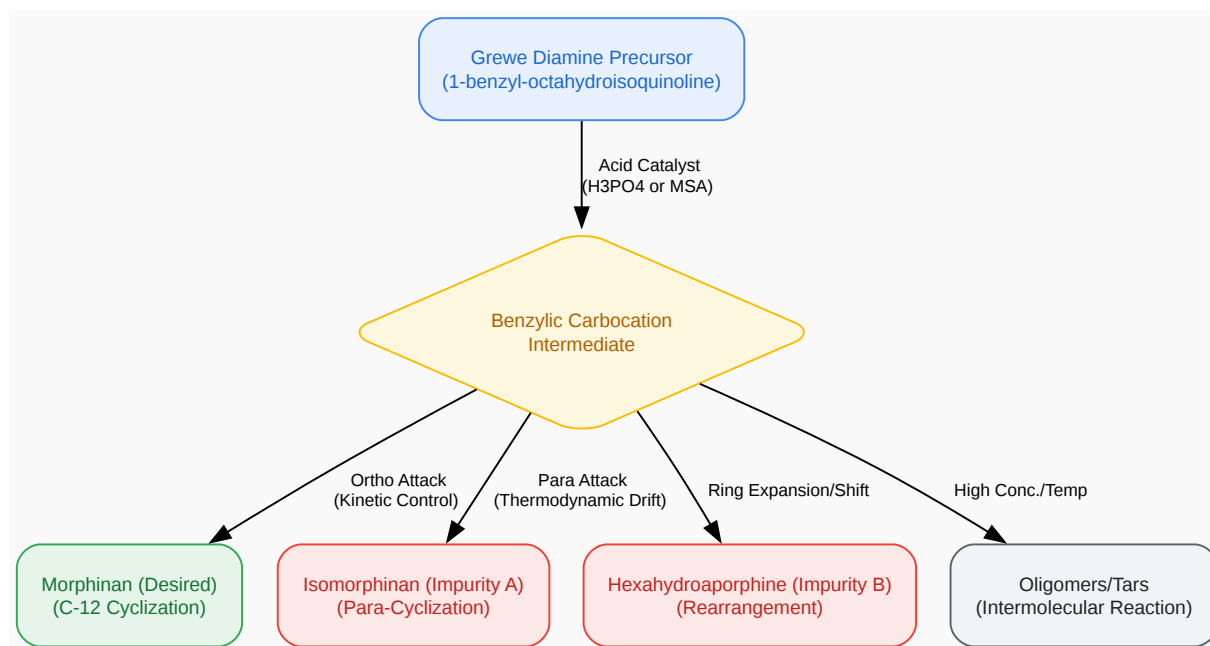 Grewe Diamine Precursor
(1-benzyl-octahydroisoquinoline)
Acid Catalyst
(H3PO4 or MSA)
Benzylic Carbocation
Intermediate
Ortho Attack
(Kinetic Control)
Para Attack
(Thermodynamic Drift)
Ring Expansion/Shift
High Conc./Temp
Morphinan (Desired)
(C-12 Cyclization)
Isomorphinan (Impurity A)
(Para-Cyclization)
Hexahydroaporphine (Impurity B)
(Rearrangement)
Oligomers/Tars
(Intermolecular Reaction)